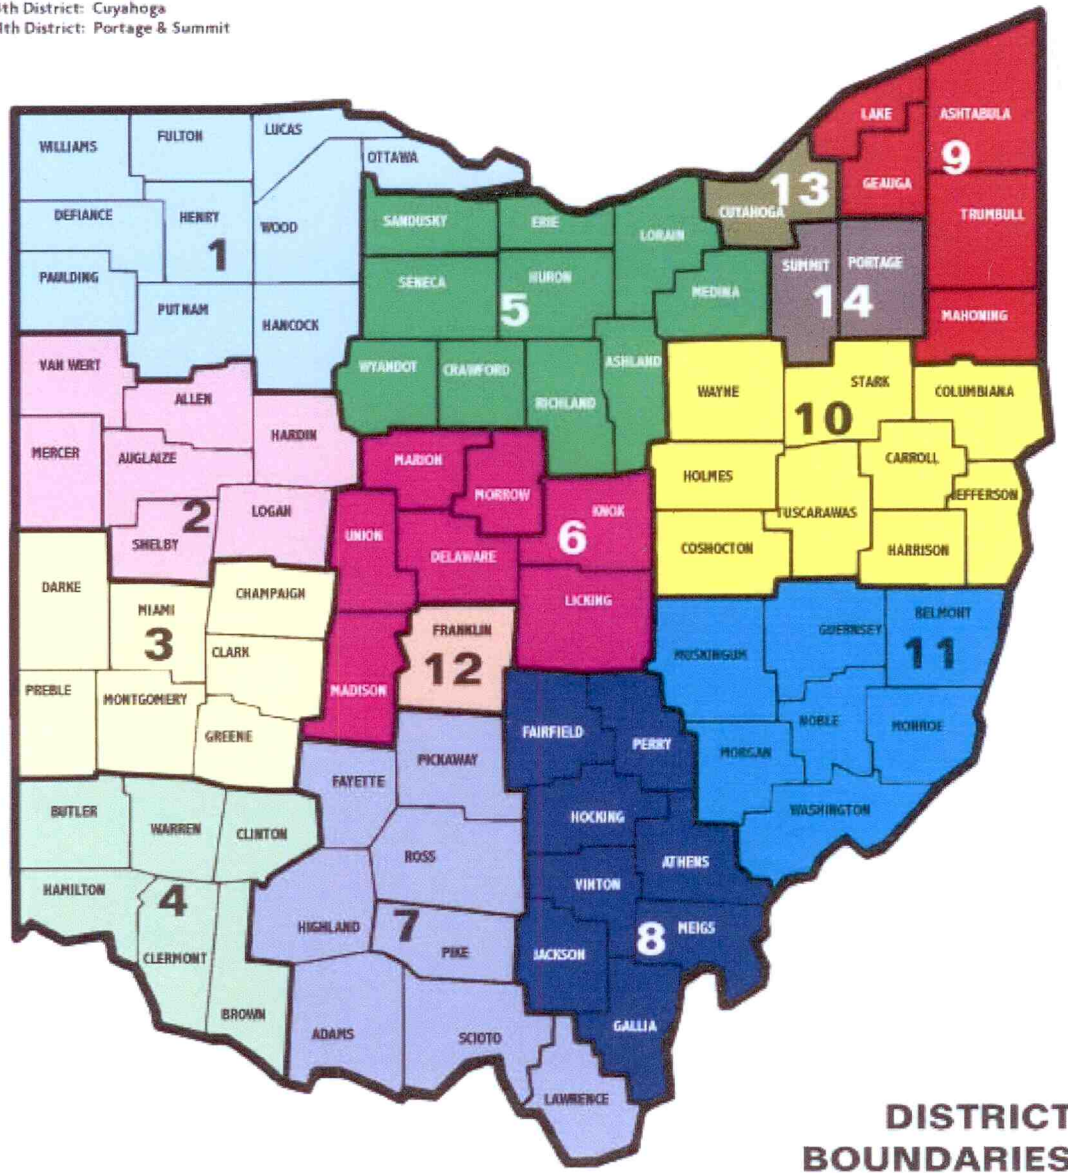 th District: Cuyahoga
th District: Portage & Summit
LAKE
ASHTABULA
9
GEAUGA
TRUMBULL
MAHONING
WILLIAMS
FULTON
LUCAS
OTTAWA
DEFIANCE
HENRY
WOOD
1
PAULDING
PUTNAM
HANCOCK
13
CUYAHOGA
SUMMIT
PORTAGE
14
SANDUSKY
ERIE
LORAIN
SENECA
HURON
MEDINA
5
WYANDOT
CRAWFORD
RICHLAND
ASHLAND
VAN WERT
ALLEN
HARDIN
MERCER
AUGLAIZE
2
LOGAN
SHELBY
WAYNE
STARK
COLUMBIANA
10
HOLMES
CARROLL
JEFFERSON
TUSCARAWAS
COSHOCTON
HARRISON
MARION
MORROW
KNOX
UNION
DELAWARE
6
LICKING
MADISON
DARKE
CHAMPAIGN
MIAMI
3
CLARK
PREBLE
MONTGOMERY
GREENE
FRANKLIN
12
GUERNSEY
BELMONT
11
MUSKINGUM
NOBLE
MONROE
MORGAN
WASHINGTON
FAIRFIELD
PERRY
HOCKING
ATHENS
VINTON
8
MEIGS
JACKSON
GALLIA
PICKAWAY
FAYETTE
ROSS
HIGHLAND
7
PIKE
ADAMS
SCIOTO
LAWRENCE
BUTLER
WARREN
CLINTON
HAMILTON
4
CLERMONT
BROWN
DISTRICT
BOUNDARIES